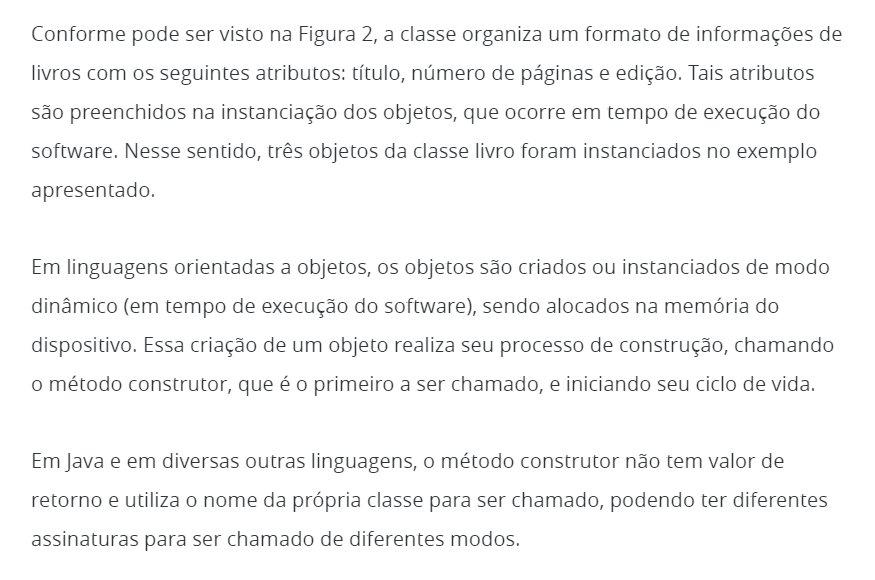 Conforme pode ser visto na Figura 2, a classe organiza um formato de informações de
livros com os seguintes atributos: título, número de páginas e edição. Tais atributos
são preenchidos na instanciação dos objetos, que ocorre em tempo de execução do
software. Nesse sentido, três objetos da classe livro foram instanciados no exemplo
apresentado.
Em linguagens orientadas a objetos, os objetos são criados ou instanciados de modo
dinâmico (em tempo de execução do software), sendo alocados na memória do
dispositivo. Essa criação de um objeto realiza seu processo de construção, chamando
o método construtor, que é o primeiro a ser chamado, e iniciando seu ciclo de vida.
Em Java e em diversas outras linguagens, o método construtor não tem valor de
retorno e utiliza o nome da própria classe para ser chamado, podendo ter diferentes
assinaturas para ser chamado de diferentes modos.